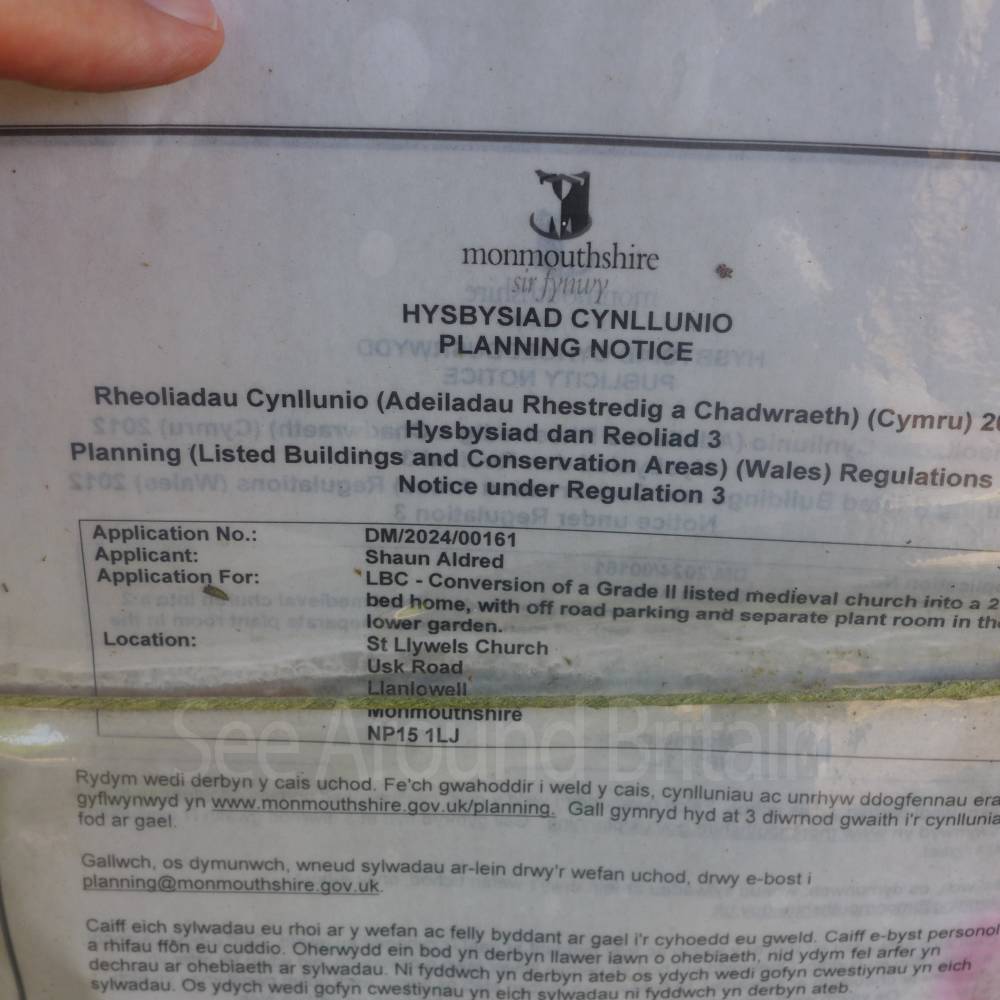 monmouthshire
sir fynwy
HYSBYSIAD CYNLLUNIO
PLANNING NOTICE
Rheoliadau Cynllunio (Adeiladau Rhestredig a Chadwraeth) (Cymru) 20
Hysbysiad dan Reoliad 3
Planning (Listed Buildings and Conservation Areas) (Wales) Regulations
Notice under Regulation 3
Application No.: DM/2024/00161
Applicant: Shaun Aldred
Application For: LBC - Conversion of a Grade II listed medieval church into a 2
bed home, with off road parking and separate plant room in the
lower garden.
Location: St Llywels Church
Usk Road
Llanlowell
Monmouthshire
NP15 1LJ
See Around Britain
Rydym wedi derbyn y cais uchod. Fe'ch gwahoddir i weld y cais, cynlluniau ac unrhyw ddogfennau era
gyflwynwyd yn www.monmouthshire.gov.uk/planning. Gall gymryd hyd at 3 diwrnod gwaith i'r cynllunia
fod ar gael.
Gallwch, os dymunwch, wneud sylwadau ar-lein drwy'r wefan uchod, drwy e-bost i
planning@monmouthshire.gov.uk.
Caiff eich sylwadau eu rhoi ar y wefan ac felly byddant ar gael i'r cyhoedd eu gweld. Caiff e-byst personol
a rhifau ffôn eu cuddio. Oherwydd ein bod yn derbyn llawer iawn o ohebiaeth, nid ydym fel arfer yn
dechrau ar ohebiaeth ar sylwadau. Ni fyddwch yn derbyn ateb os ydych wedi gofyn cwestiynau yn eich
sylwadau. Os ydych wedi gofyn cwestiynau yn eich sylwadau ni fyddwch yn derbyn ateb.